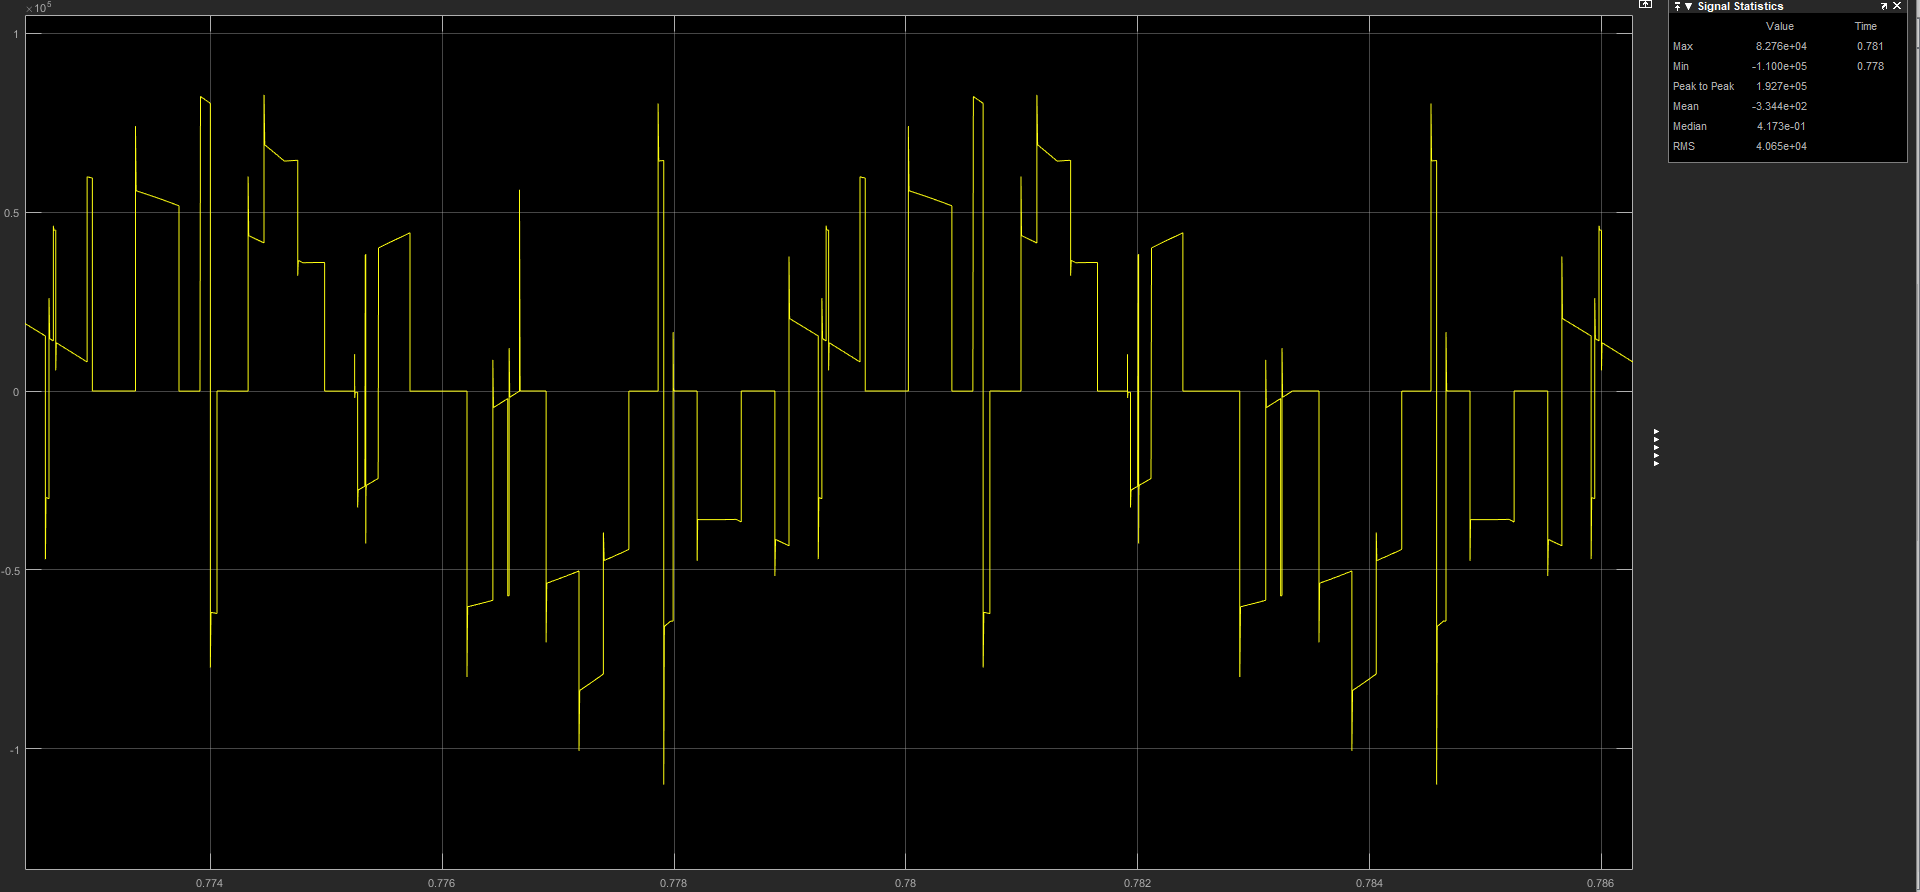 ×10⁵
Signal Statistics
Value Time
Max 8.276e+04 0.781
Min -1.100e+05 0.778
Peak to Peak 1.927e+05
Mean -3.344e+02
Median 4.173e-01
RMS 4.065e+04
1
0.5
0
-0.5
-1
0.774 0.776 0.778 0.78 0.782 0.784 0.786